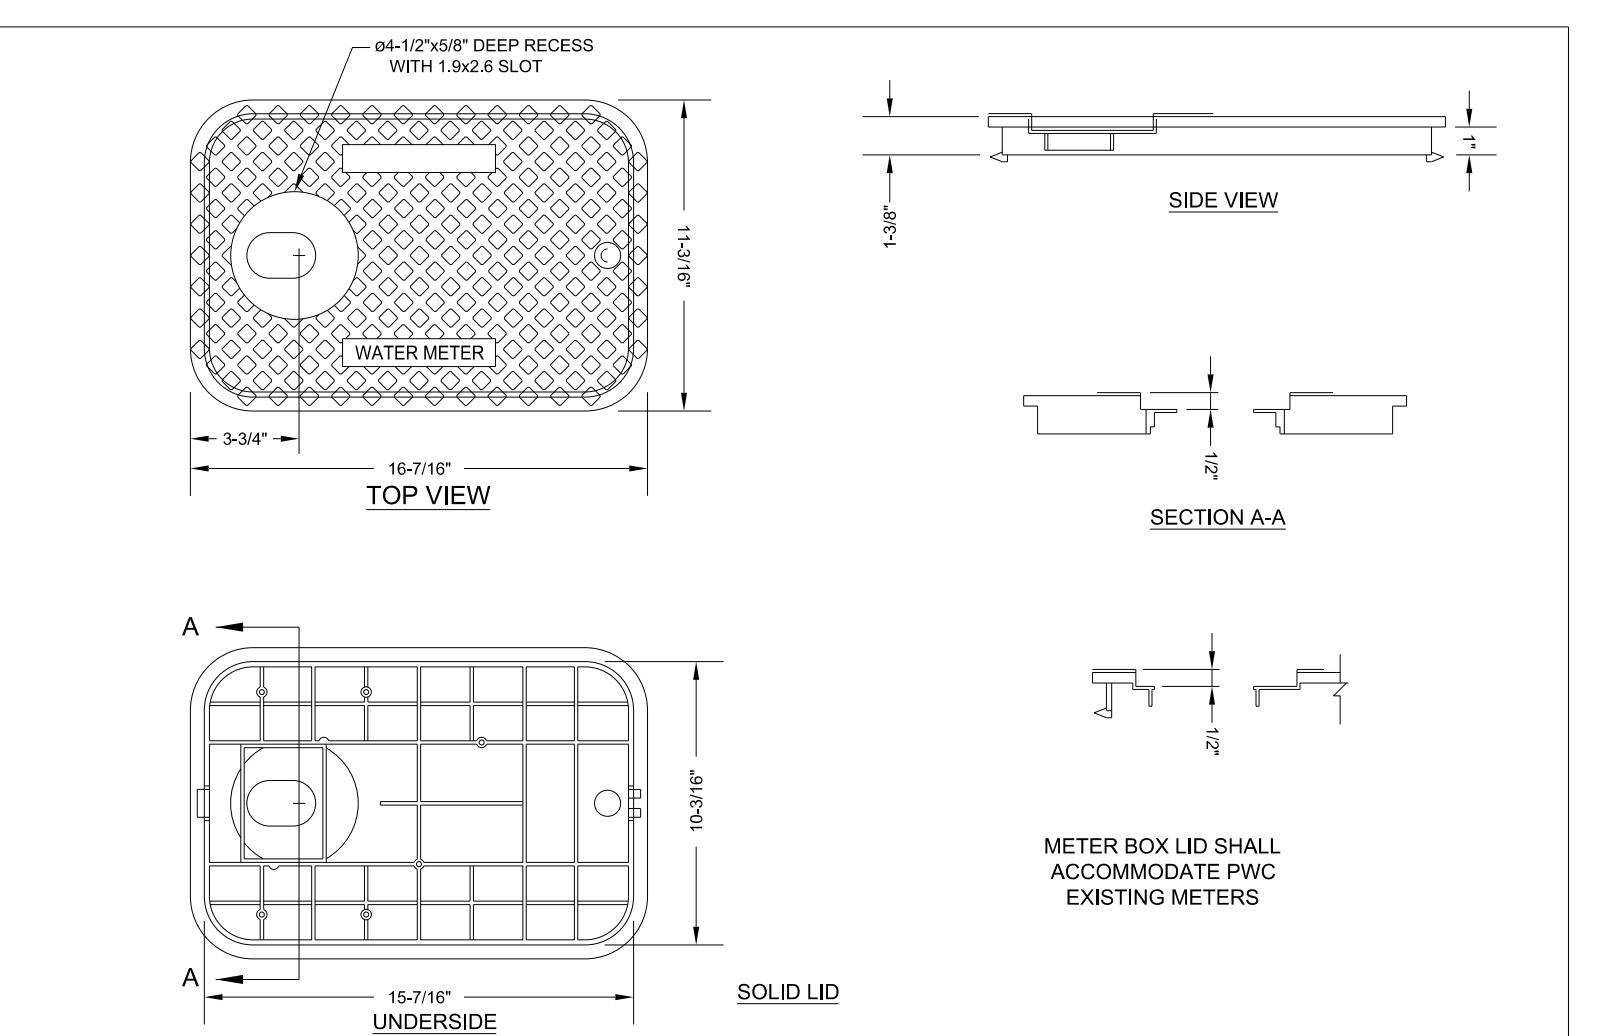 ø4-1/2"x5/8" DEEP RECESS
WITH 1.9x2.6 SLOT
WATER METER
11-3/16"
3-3/4"
16-7/16"
TOP VIEW
1-3/8"
1"
SIDE VIEW
1/2"
SECTION A-A
A
10-3/16"
A
15-7/16"
UNDERSIDE
SOLID LID
1/2"
METER BOX LID SHALL
ACCOMMODATE PWC
EXISTING METERS